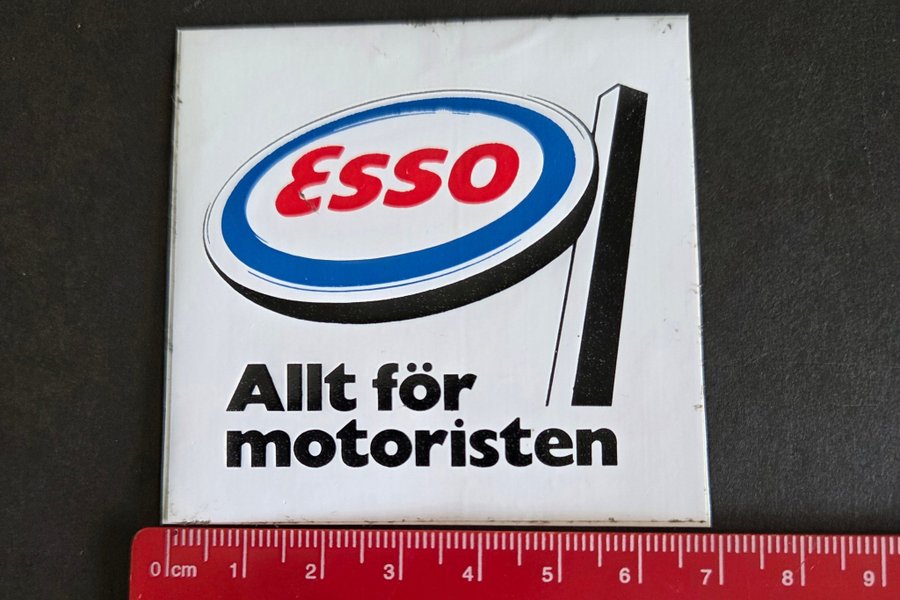 Esso
Allt för
motoristen
0 cm 1 2 3 4 5 6 7 8 9